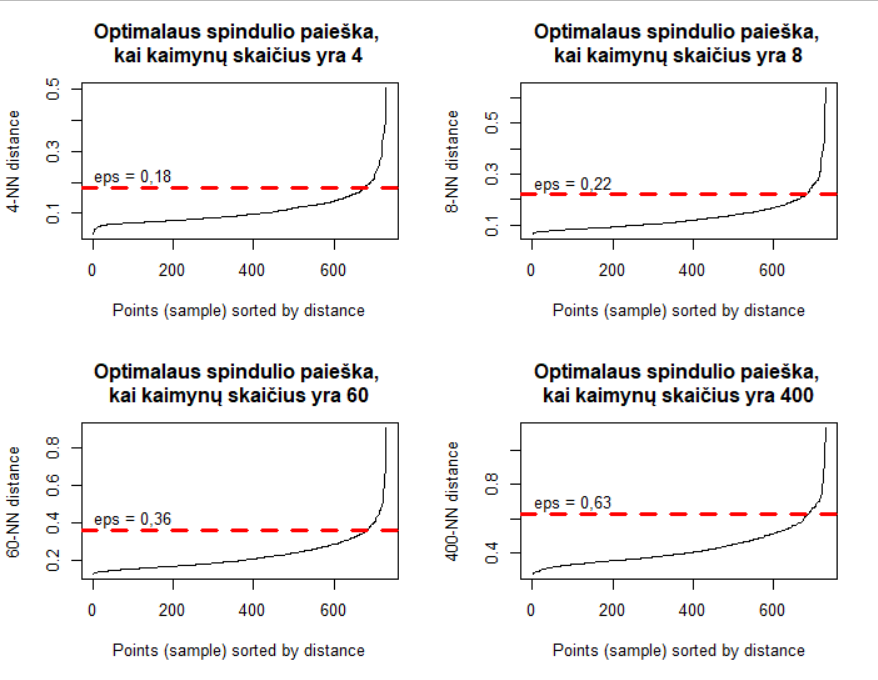 Optimalaus spindulio paieška,
kai kaimynų skaičius yra 4
4-NN distance
0.5
0.3
0.1
eps = 0,18
0 200 400 600
Points (sample) sorted by distance
Optimalaus spindulio paieška,
kai kaimynų skaičius yra 8
8-NN distance
0.5
0.3
0.1
eps = 0,22
0 200 400 600
Points (sample) sorted by distance
Optimalaus spindulio paieška,
kai kaimynų skaičius yra 60
60-NN distance
0.8
0.6
0.4
0.2
eps = 0,36
0 200 400 600
Points (sample) sorted by distance
Optimalaus spindulio paieška,
kai kaimynų skaičius yra 400
400-NN distance
0.8
0.4
eps = 0,63
0 200 400 600
Points (sample) sorted by distance